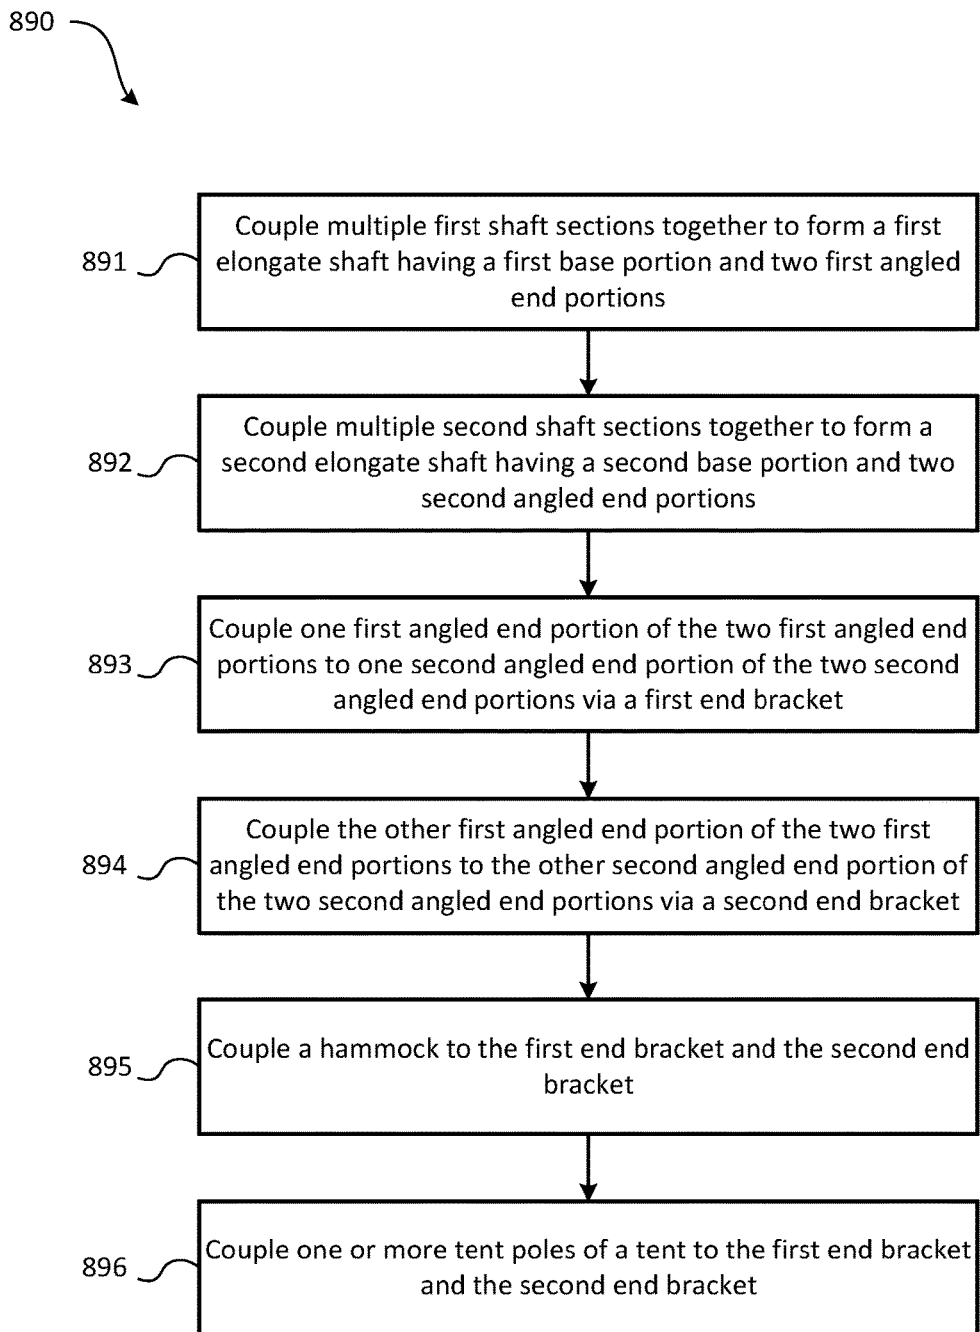 890
891
Couple multiple first shaft sections together to form a first
elongate shaft having a first base portion and two first angled
end portions
892
Couple multiple second shaft sections together to form a
second elongate shaft having a second base portion and two
second angled end portions
893
Couple one first angled end portion of the two first angled end
portions to one second angled end portion of the two second
angled end portions via a first end bracket
894
Couple the other first angled end portion of the two first
angled end portions to the other second angled end portion of
the two second angled end portions via a second end bracket
895
Couple a hammock to the first end bracket and the second end
bracket
896
Couple one or more tent poles of a tent to the first end bracket
and the second end bracket